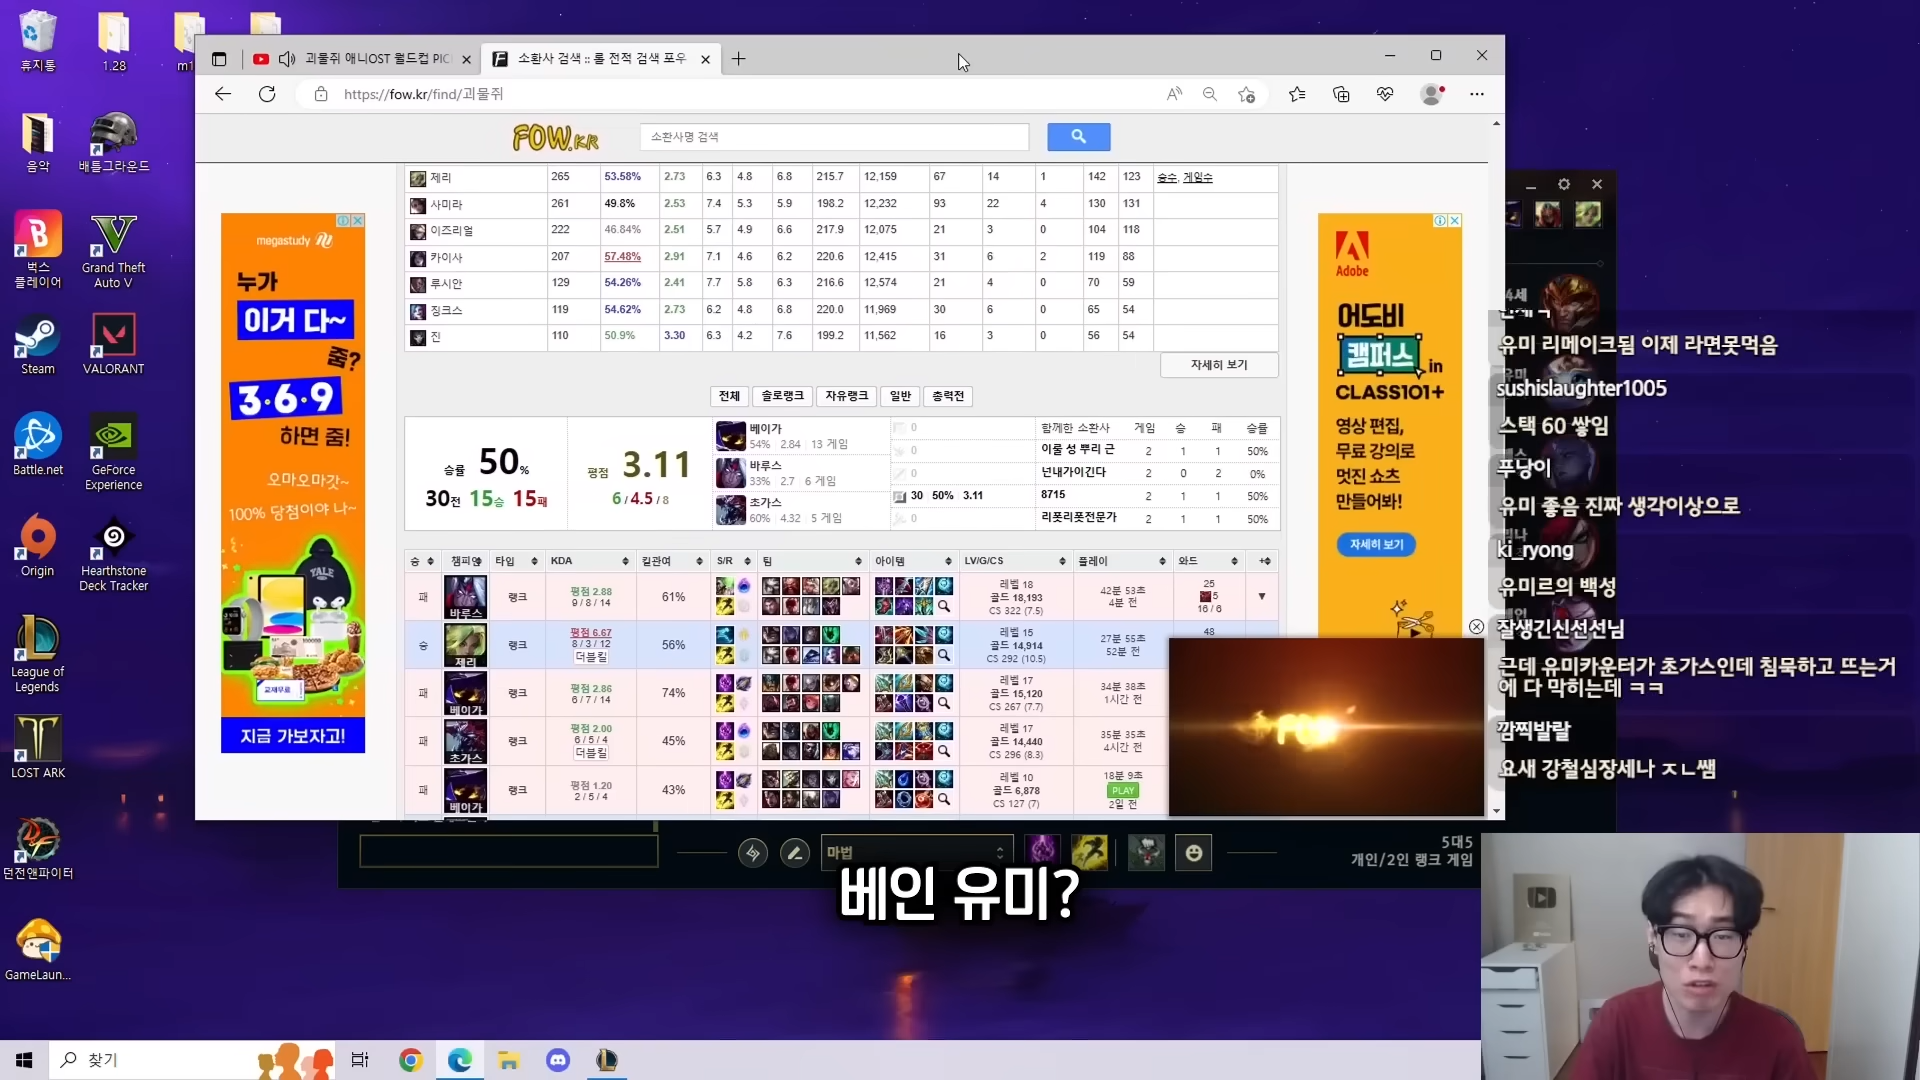 휴지통
1.28
m1
음악
배틀그라운드
벅스
플레이어
Grand Theft
Auto V
Steam
VALORANT
Battle.net
GeForce
Experience
Origin
Hearthstone
Deck Tracker
League of
Legends
LOST ARK
던전앤파이터
GameLaun...
괴물쥐 애니OST 월드컵 PIC
소환사 검색 :: 롤 전적 검색 포우
https://fow.kr/find/괴물쥐
FOW.KR
소환사명 검색
제리 265 53.58% 2.73 6.3 4.8 6.8 215.7 12,159 67 14 1 142 123 승수, 게임수
사미라 261 49.8% 2.53 7.4 5.3 5.9 198.2 12,232 93 22 4 130 131
이즈리얼 222 46.84% 2.51 5.7 4.9 6.6 217.9 12,075 21 3 0 104 118
카이사 207 57.48% 2.91 7.1 4.6 6.2 220.6 12,415 31 6 2 119 88
루시안 129 54.26% 2.41 7.7 5.8 6.3 216.6 12,574 21 4 0 70 59
징크스 119 54.62% 2.73 6.2 4.8 6.8 220.0 11,969 30 6 0 65 54
진 110 50.9% 3.30 6.3 4.2 7.6 199.2 11,562 16 3 0 56 54
자세히 보기
전체 솔로랭크 자유랭크 일반 총력전
승률 50%
30전 15승 15패
평점 3.11
6 / 4.5 / 8
베이가
54% 2.84 13 게임
바루스
33% 2.7 6 게임
초가스
60% 4.32 5 게임
0
0
0
30 50% 3.11
0
함께한 소환사 게임 승 패 승률
이룰 성 뿌리 근 2 1 1 50%
넌내가이긴다 2 0 2 0%
8715 2 1 1 50%
리폿리폿전문가 2 1 1 50%
승 챔피언 타입 KDA 킬관여 S/R 팀 아이템 LV/G/CS 플레이 와드 +
패 바루스 랭크 평점 2.88 9 / 8 / 14 61% 레벨 18 골드 18,193 CS 322 (7.5) 42분 53초 4분 전 25 5 16 / 6
승 제리 랭크 평점 6.67 8 / 3 / 12 더블킬 56% 레벨 15 골드 14,914 CS 292 (10.5) 27분 55초 52분 전 48
패 베이가 랭크 평점 2.86 6 / 7 / 14 74% 레벨 17 골드 15,120 CS 267 (7.7) 34분 38초 1시간 전
패 초가스 랭크 평점 2.00 6 / 5 / 4 더블킬 45% 레벨 17 골드 14,440 CS 296 (8.3) 35분 35초 4시간 전
패 베이가 랭크 평점 1.20 2 / 5 / 4 43% 레벨 10 골드 6,878 CS 127 (7) 18분 9초 PLAY 2일 전
megastudy
누가
이거 다~
줌?
3·6·9
하면 줌!
오마오마갓~
100% 당첨이야 나~
YALE
교재무료
지금 가보자고!
Adobe
어도비
캠퍼스 in
CLASS101+
영상 편집,
무료 강의로
멋진 쇼츠
만들어봐!
자세히 보기
유미 리메이크됨 이제 라면못먹음
sushislaughter1005
스택 60 쌓임
푸낭이
유미 좋음 진짜 생각이상으로
ki_ryong
유미르의 백성
잘생긴신선선님
근데 유미카운터가 초가스인데 침묵하고 뜨는거
에 다 막히는데 ㅋㅋ
깜찍발랄
요새 강철심장세나 ㅈㄴ쌤
마법
5대5
개인/2인 랭크 게임
베인 유미?
찾기